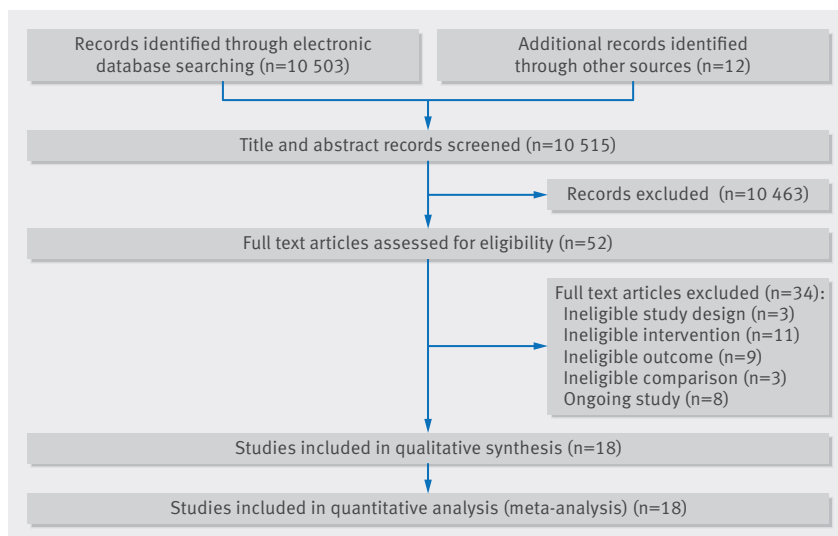 Records identified through electronic
database searching (n=10 503)
Additional records identified
through other sources (n=12)
Title and abstract records screened (n=10 515)
Records excluded (n=10 463)
Full text articles assessed for eligibility (n=52)
Full text articles excluded (n=34):
Ineligible study design (n=3)
Ineligible intervention (n=11)
Ineligible outcome (n=9)
Ineligible comparison (n=3)
Ongoing study (n=8)
Studies included in qualitative synthesis (n=18)
Studies included in quantitative analysis (meta-analysis) (n=18)